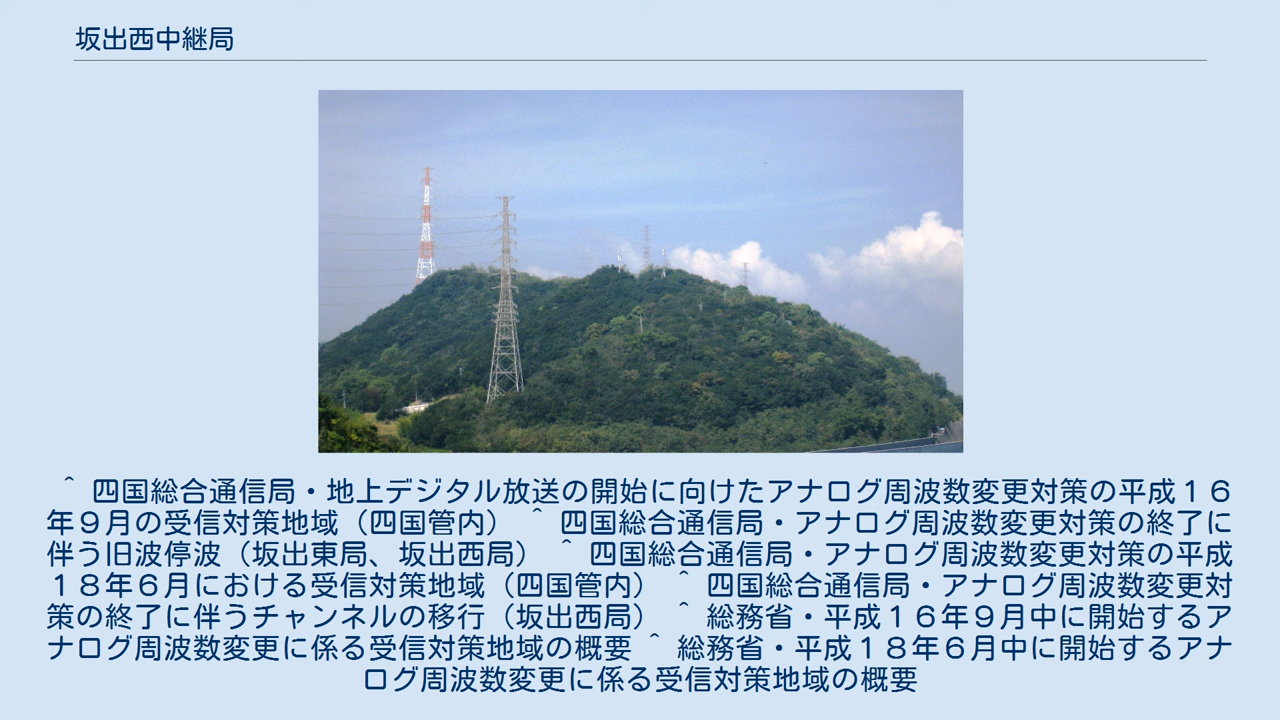 坂出西中継局
^ 四国総合通信局・地上デジタル放送の開始に向けたアナログ周波数変更対策の平成１６
年９月の受信対策地域（四国管内） ^ 四国総合通信局・アナログ周波数変更対策の終了に
伴う旧波停波（坂出東局、坂出西局） ^ 四国総合通信局・アナログ周波数変更対策の平成
１８年６月における受信対策地域（四国管内） ^ 四国総合通信局・アナログ周波数変更対
策の終了に伴うチャンネルの移行（坂出西局） ^ 総務省・平成１６年９月中に開始するア
ナログ周波数変更に係る受信対策地域の概要 ^ 総務省・平成１８年６月中に開始するアナ
ログ周波数変更に係る受信対策地域の概要